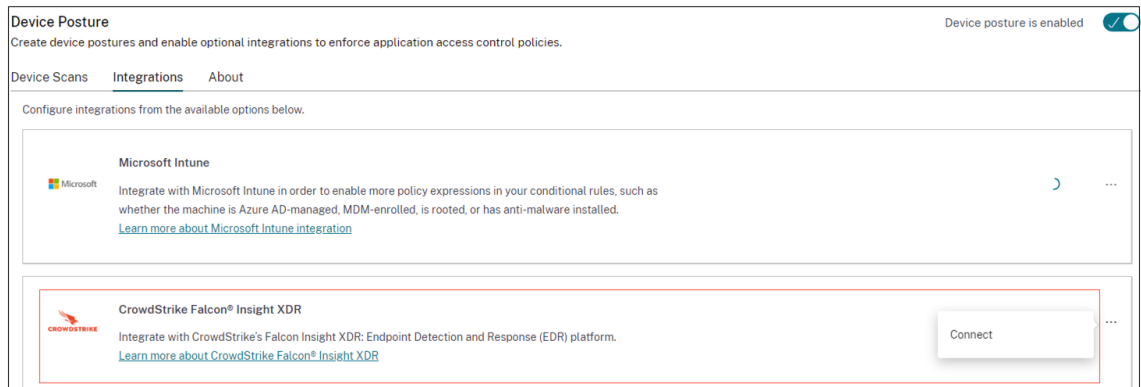 Device Posture
Device posture is enabled
Create device postures and enable optional integrations to enforce application access control policies.
Device Scans Integrations About
Configure integrations from the available options below.
Microsoft Intune
Microsoft
Integrate with Microsoft Intune in order to enable more policy expressions in your conditional rules, such as
whether the machine is Azure AD-managed, MDM-enrolled, is rooted, or has anti-malware installed.
Learn more about Microsoft Intune integration
CrowdStrike Falcon® Insight XDR
CROWDSTRIKE
Integrate with CrowdStrike's Falcon Insight XDR: Endpoint Detection and Response (EDR) platform.
Connect
Learn more about CrowdStrike Falcon® Insight XDR